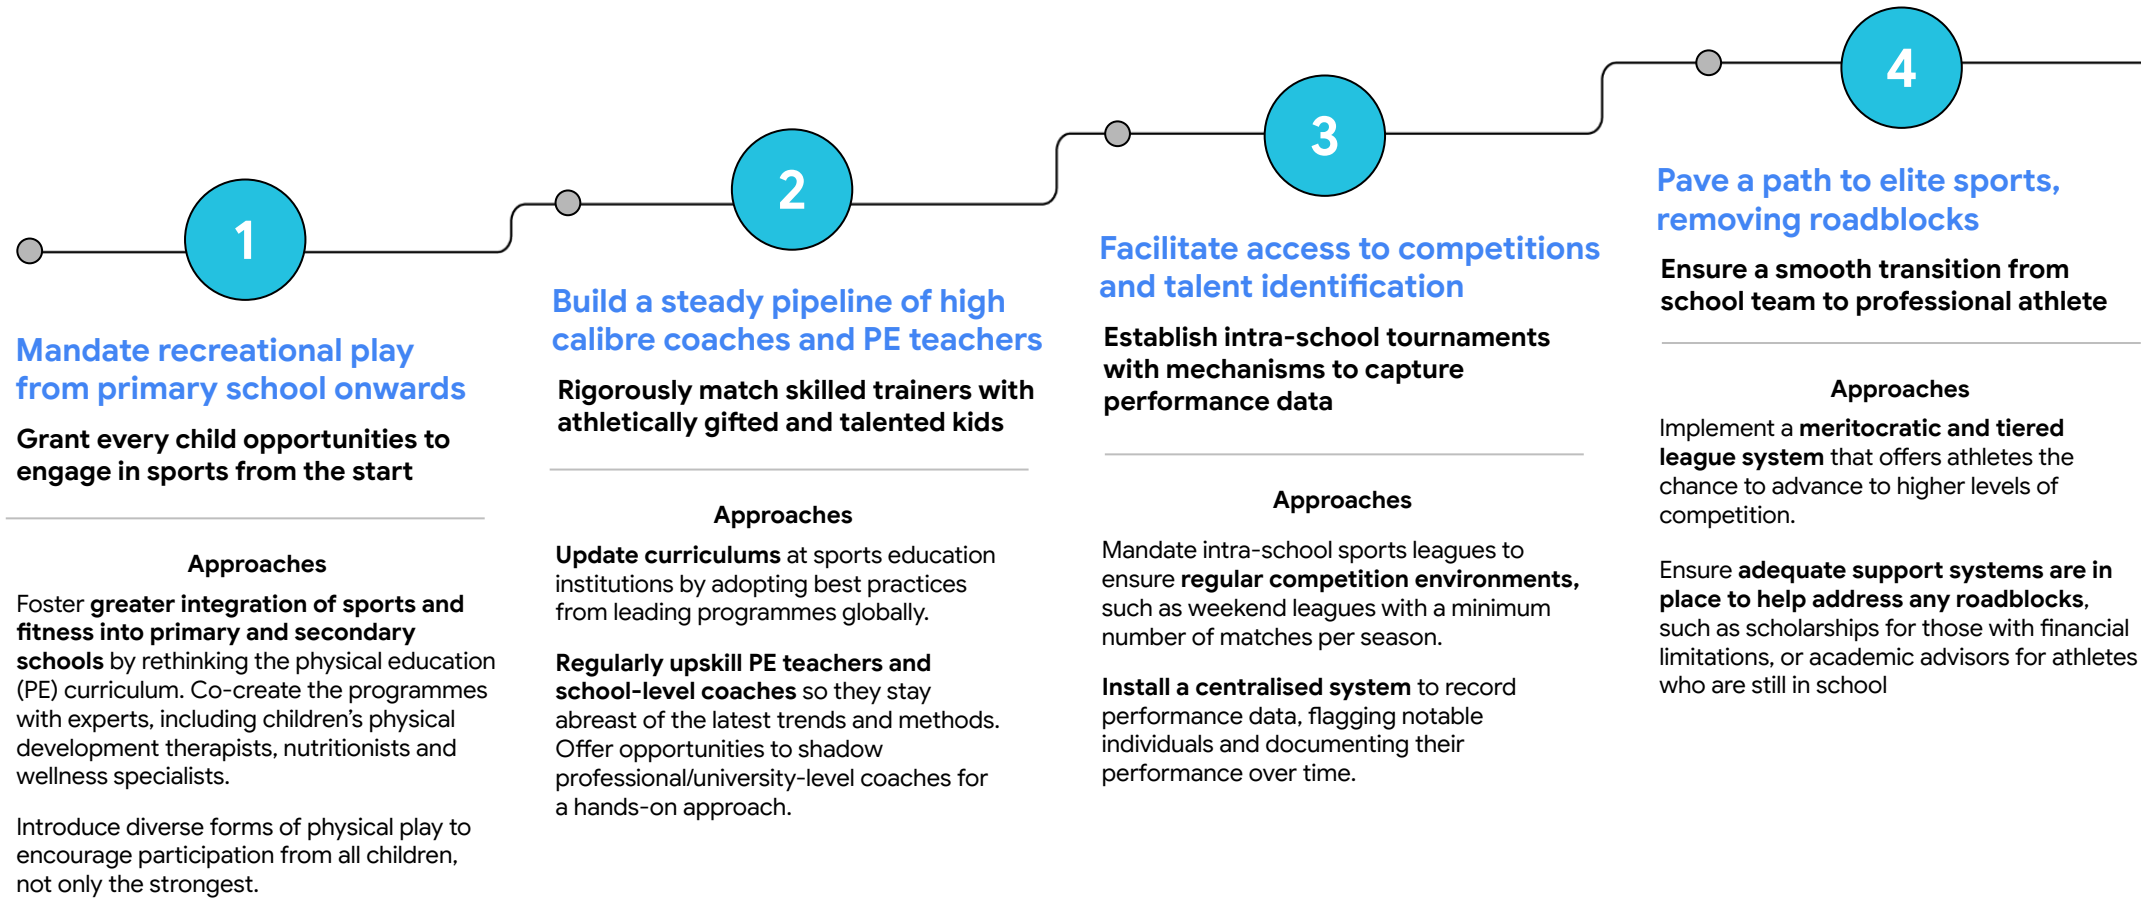 1
Mandate recreational play
from primary school onwards
Grant every child opportunities to
engage in sports from the start
Approaches
Foster greater integration of sports and
fitness into primary and secondary
schools by rethinking the physical education
(PE) curriculum. Co-create the programmes
with experts, including children's physical
development therapists, nutritionists and
wellness specialists.
Introduce diverse forms of physical play to
encourage participation from all children,
not only the strongest.
2
Build a steady pipeline of high
calibre coaches and PE teachers
Rigorously match skilled trainers with
athletically gifted and talented kids
Approaches
Update curriculums at sports education
institutions by adopting best practices
from leading programmes globally.
Regularly upskill PE teachers and
school-level coaches so they stay
abreast of the latest trends and methods.
Offer opportunities to shadow
professional/university-level coaches for
a hands-on approach.
3
Facilitate access to competitions
and talent identification
Establish intra-school tournaments
with mechanisms to capture
performance data
Approaches
Mandate intra-school sports leagues to
ensure regular competition environments,
such as weekend leagues with a minimum
number of matches per season.
Install a centralised system to record
performance data, flagging notable
individuals and documenting their
performance over time.
4
Pave a path to elite sports,
removing roadblocks
Ensure a smooth transition from
school team to professional athlete
Approaches
Implement a meritocratic and tiered
league system that offers athletes the
chance to advance to higher levels of
competition.
Ensure adequate support systems are in
place to help address any roadblocks,
such as scholarships for those with financial
limitations, or academic advisors for athletes
who are still in school